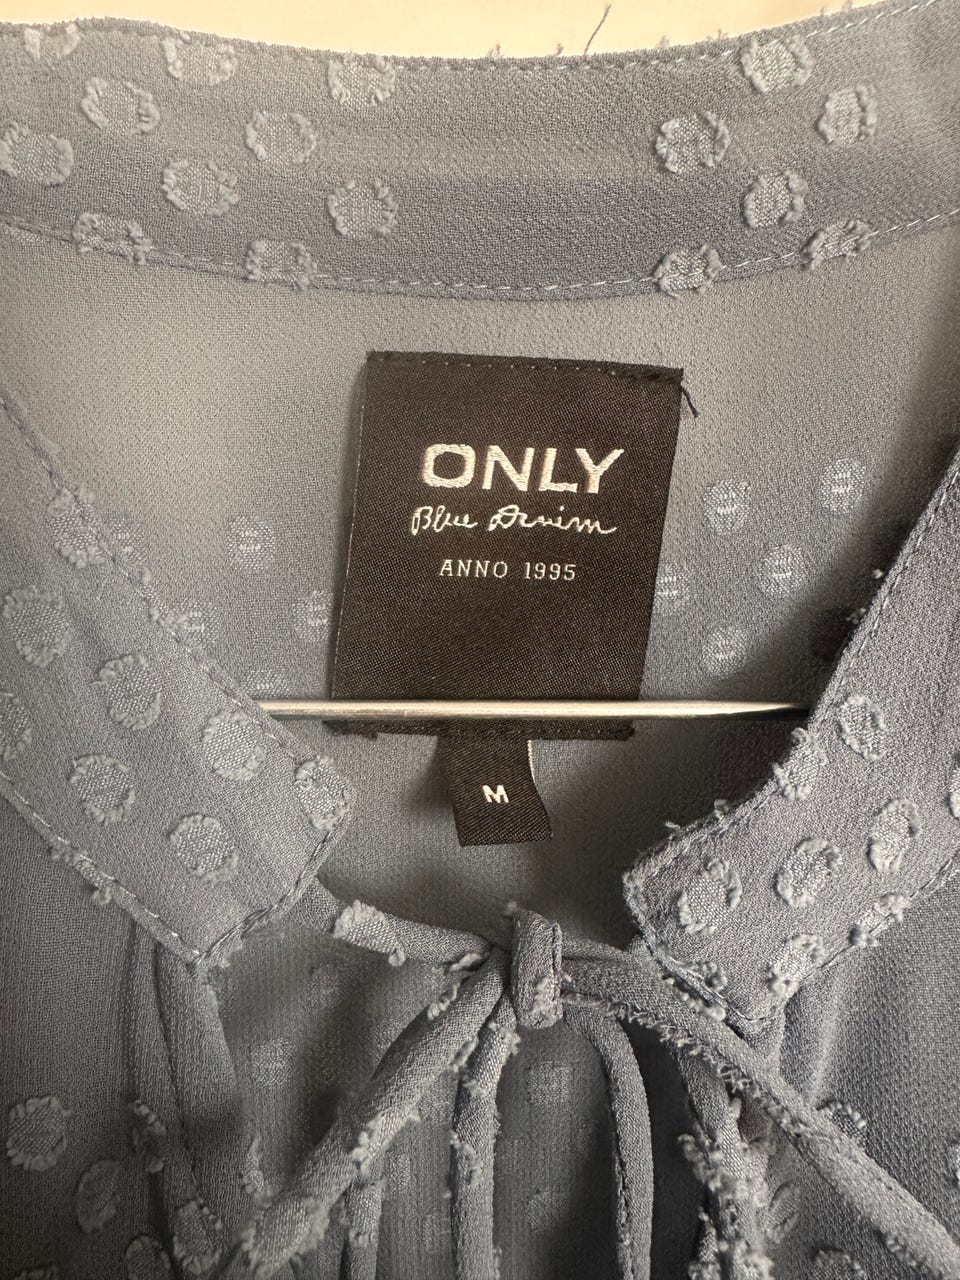 ONLY
Blue Denim
ANNO 1995
M